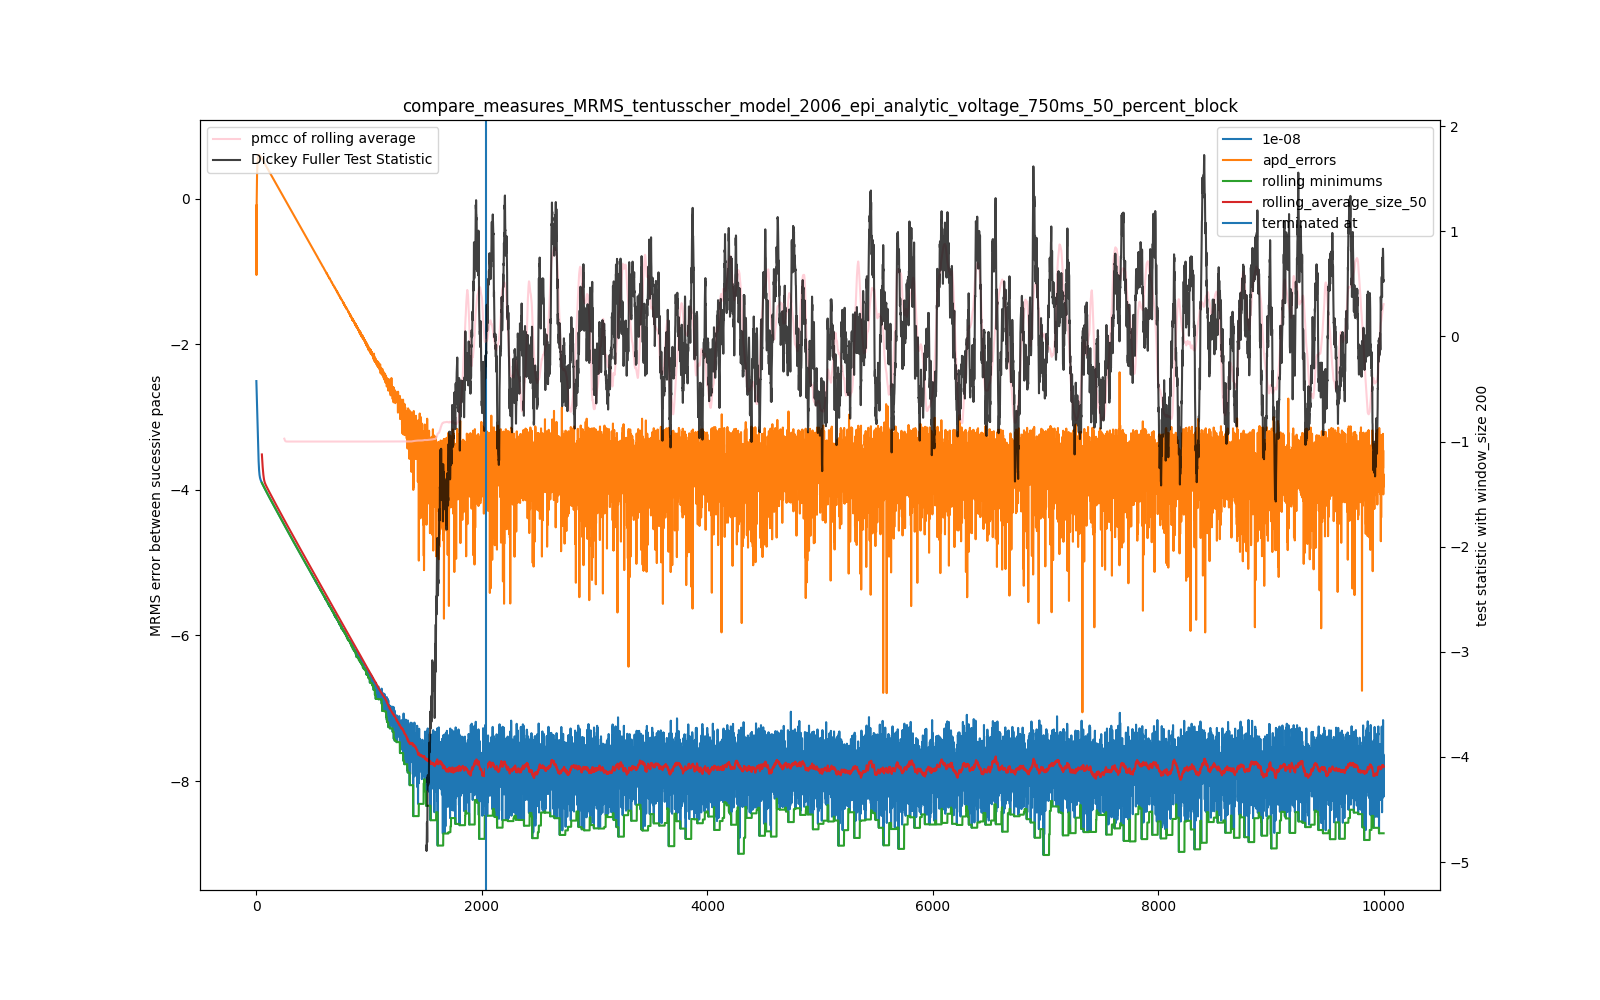 compare_measures_MRMS_tentusscher_model_2006_epi_analytic_voltage_750ms_50_percent_block
pmcc of rolling average
Dickey Fuller Test Statistic
1e-08
apd_errors
rolling minimums
rolling_average_size_50
terminated at
MRMS error between sucessive paces
0
−2
−4
−6
−8
2
1
0
−1
−2
−3
−4
−5
test statistic with window_size 200
0
2000
4000
6000
8000
10000